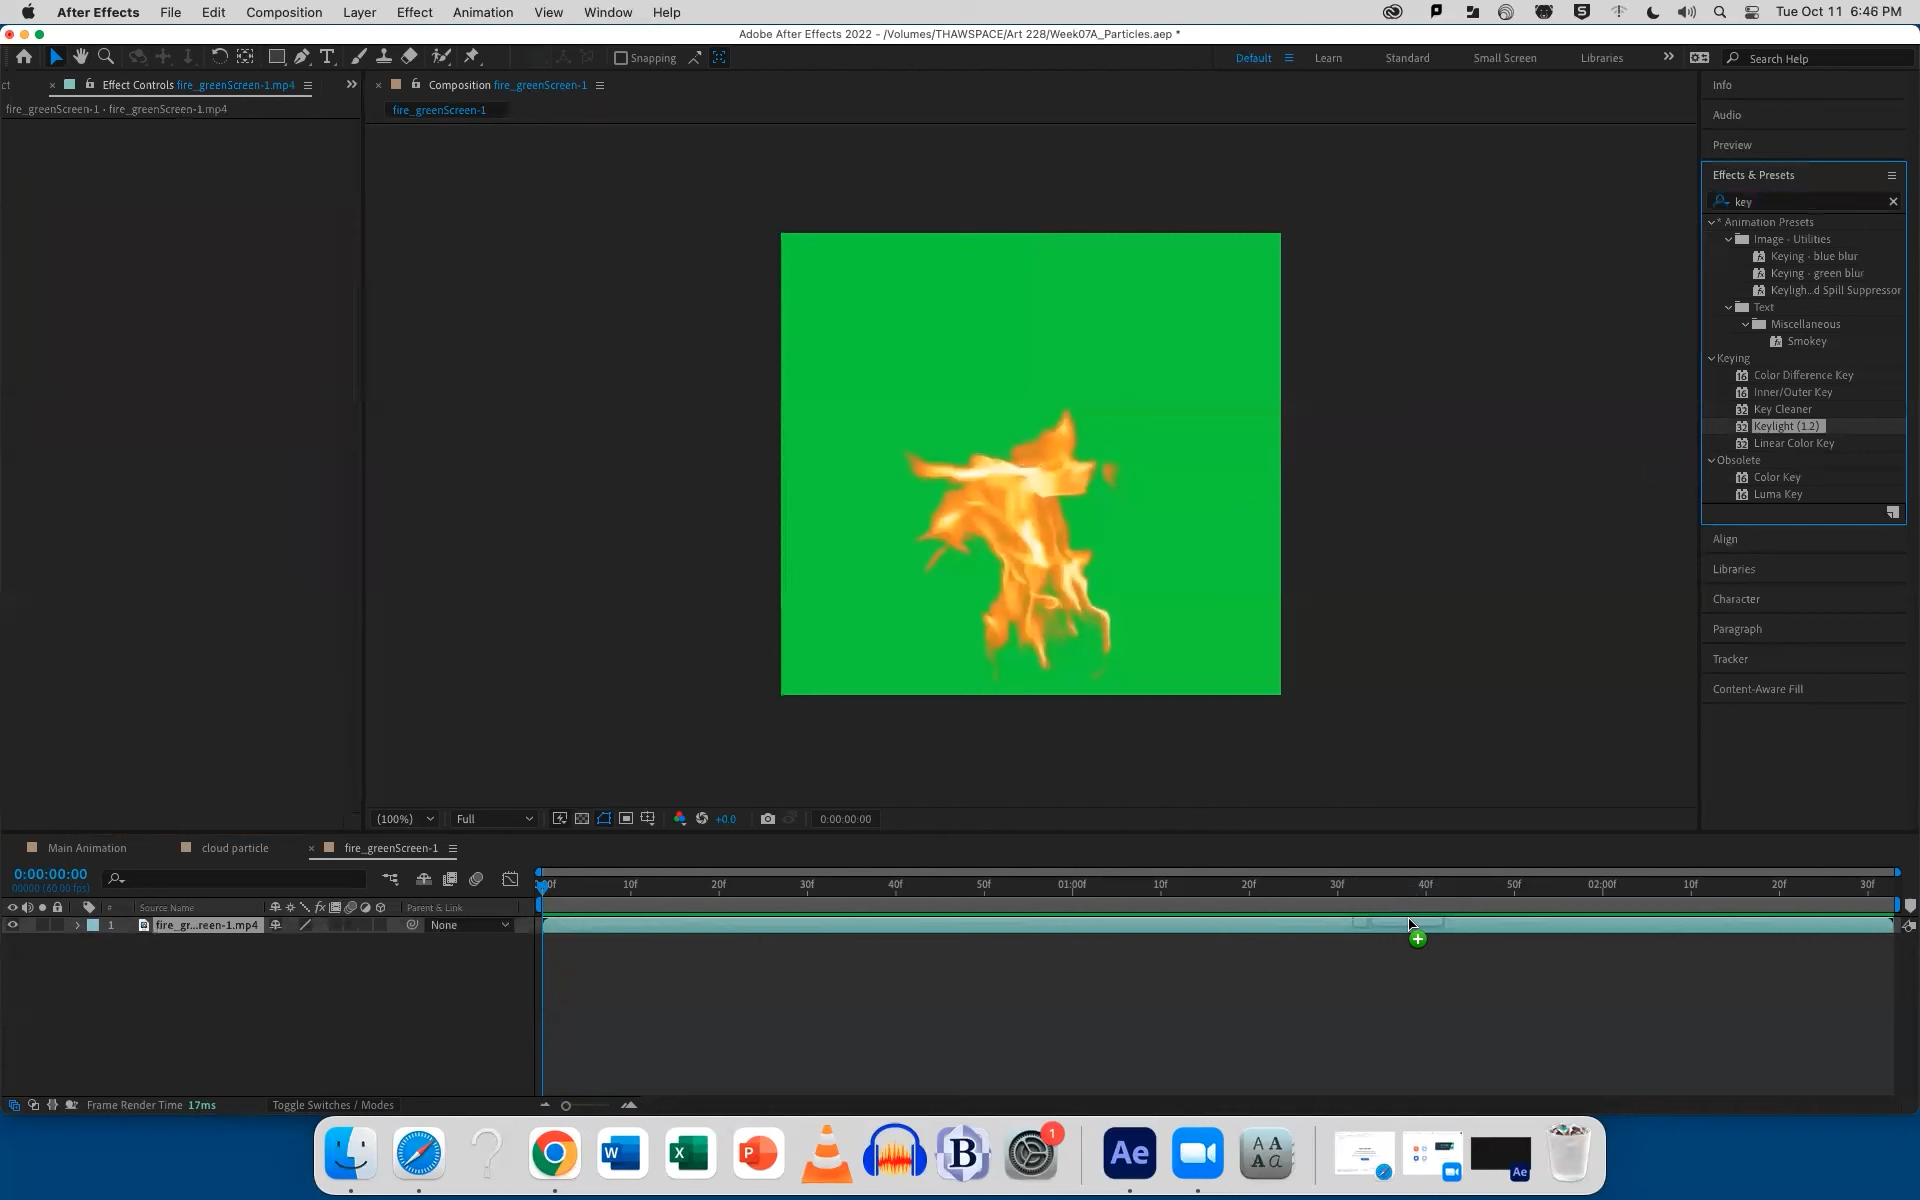 After Effects File Edit Composition Layer Effect Animation View Window Help Tue Oct 11 6:46 PM
Adobe After Effects 2022 - /Volumes/THAWSPACE/Art 228/Week07A_Particles.aep *
Snapping Default Learn Standard Small Screen Libraries Search Help
ct Effect Controls fire_greenScreen-1.mp4 Composition fire_greenScreen-1
fire_greenScreen-1 · fire_greenScreen-1.mp4
fire_greenScreen-1
Info
Audio
Preview
Effects & Presets
key
* Animation Presets
Image - Utilities
Keying - blue blur
Keying - green blur
Keyligh...d Spill Suppressor
Text
Miscellaneous
Smokey
Keying
Color Difference Key
Inner/Outer Key
Key Cleaner
Keylight (1.2)
Linear Color Key
Obsolete
Color Key
Luma Key
Align
Libraries
Character
Paragraph
Tracker
Content-Aware Fill
(100%) Full +0.0 0:00:00:00
Main Animation cloud particle fire_greenScreen-1
0:00:00:00
00000 (60.00 fps)
:00f 10f 20f 30f 40f 50f 01:00f 10f 20f 30f 40f 50f 02:00f 10f 20f 30f
# Source Name fx Parent & Link
1 fire_gr...reen-1.mp4 None
Frame Render Time 17ms Toggle Switches / Modes
W X P B 1 Ae A A A a Ae